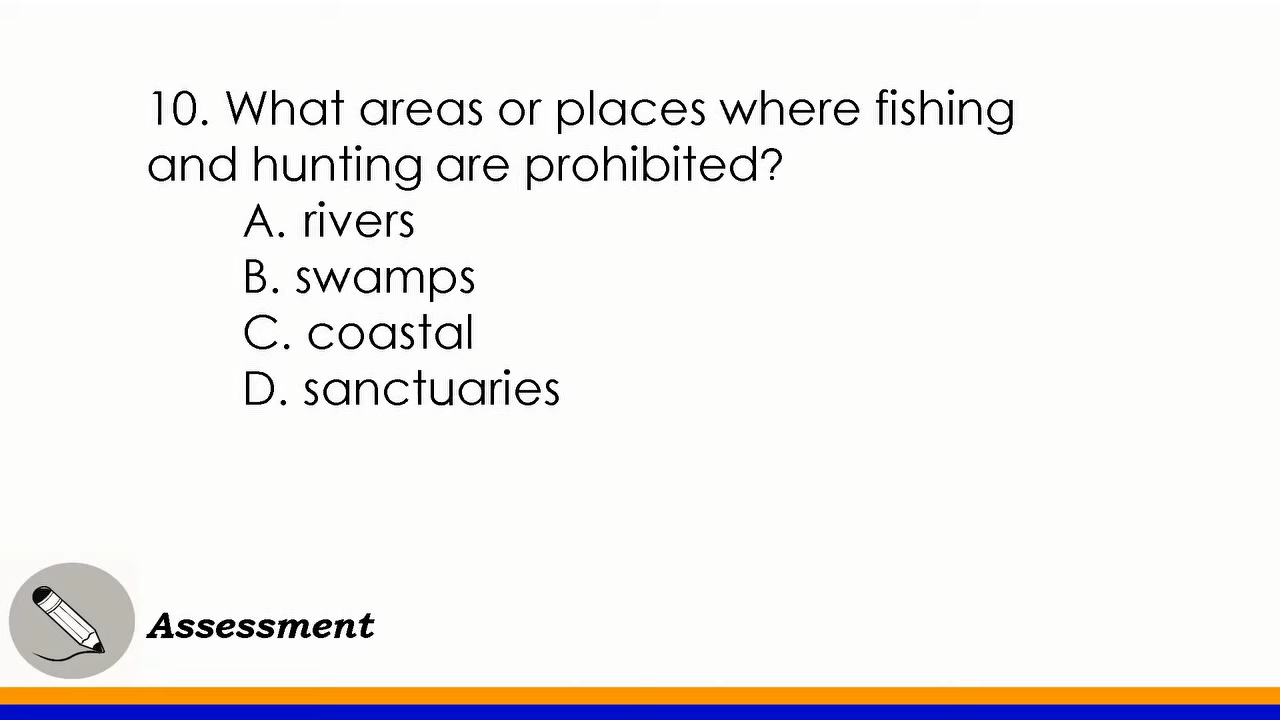 10. What areas or places where fishing
and hunting are prohibited?
A. rivers
B. swamps
C. coastal
D. sanctuaries
Assessment